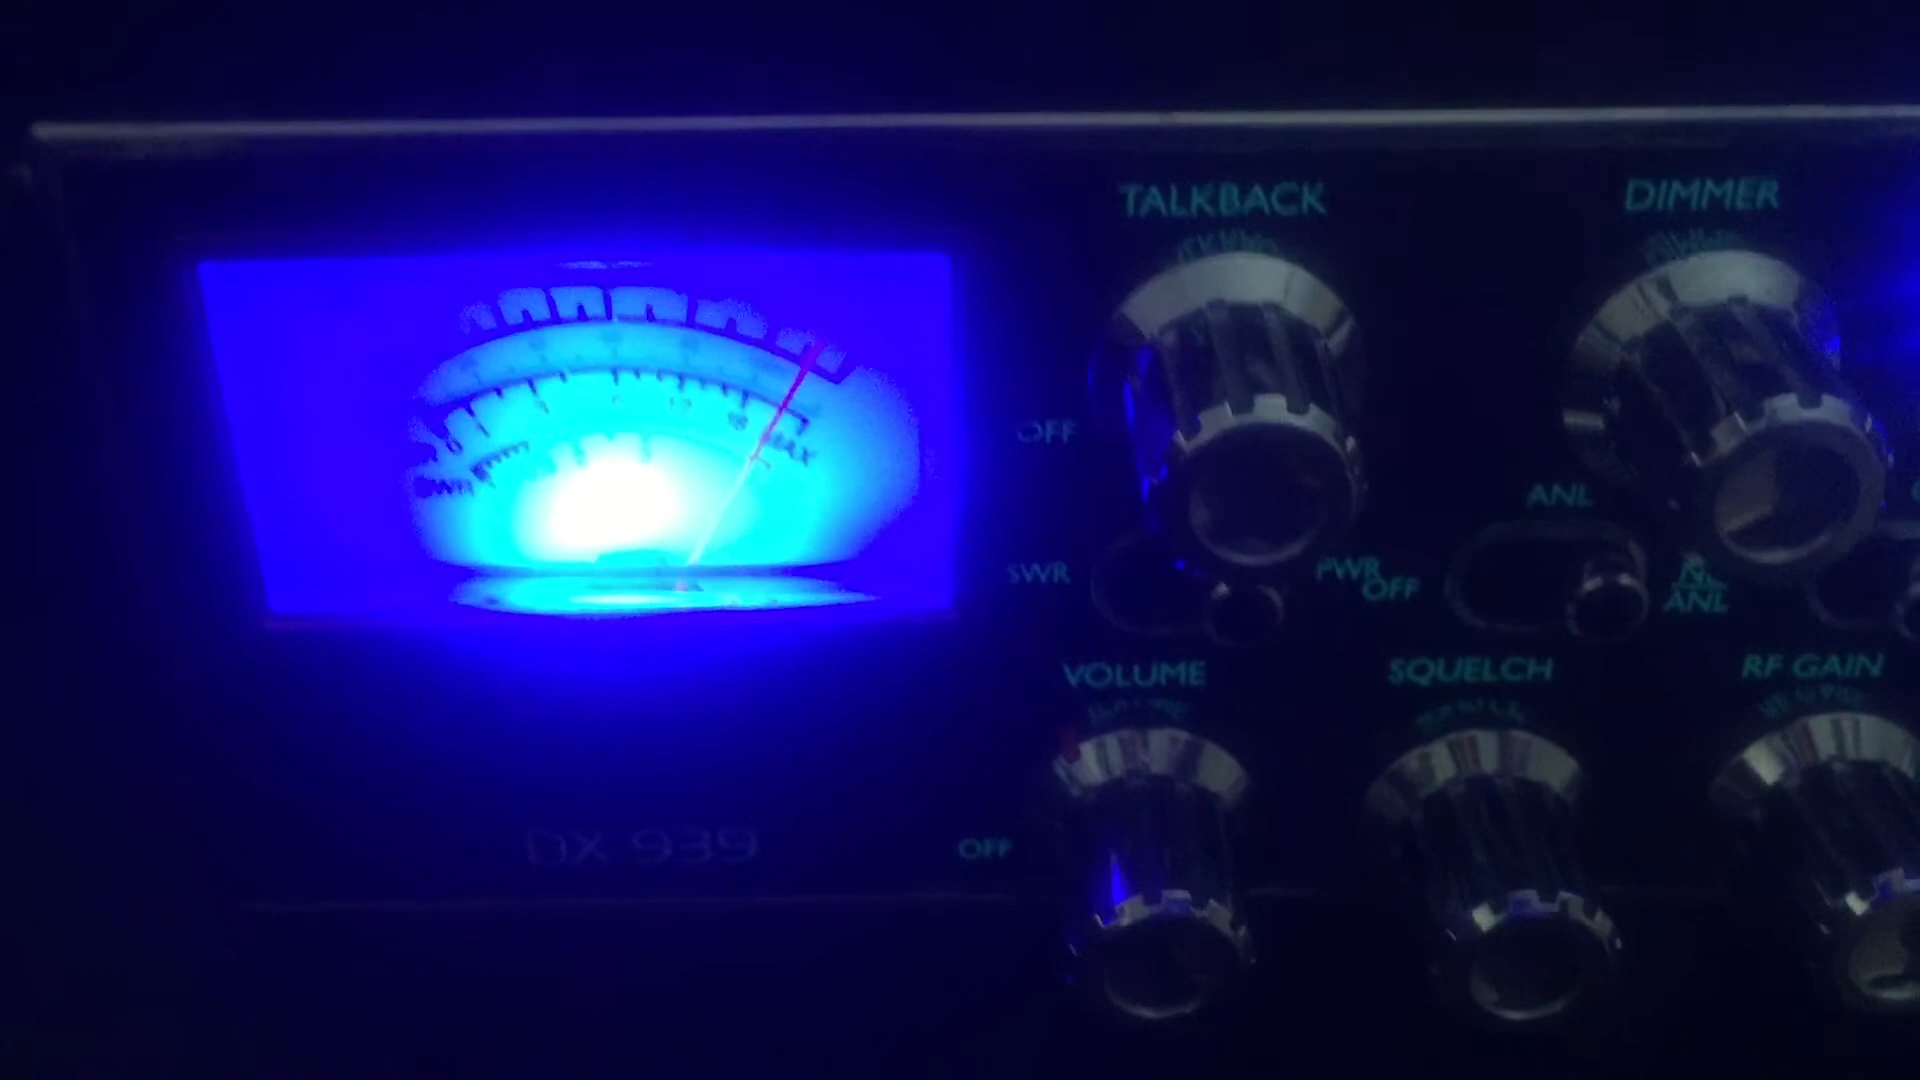 TALKBACK
DIMMER
OFF
ANL
SWR
PWR
OFF
ANL
VOLUME
SQUELCH
RF GAIN
DX 939
OFF